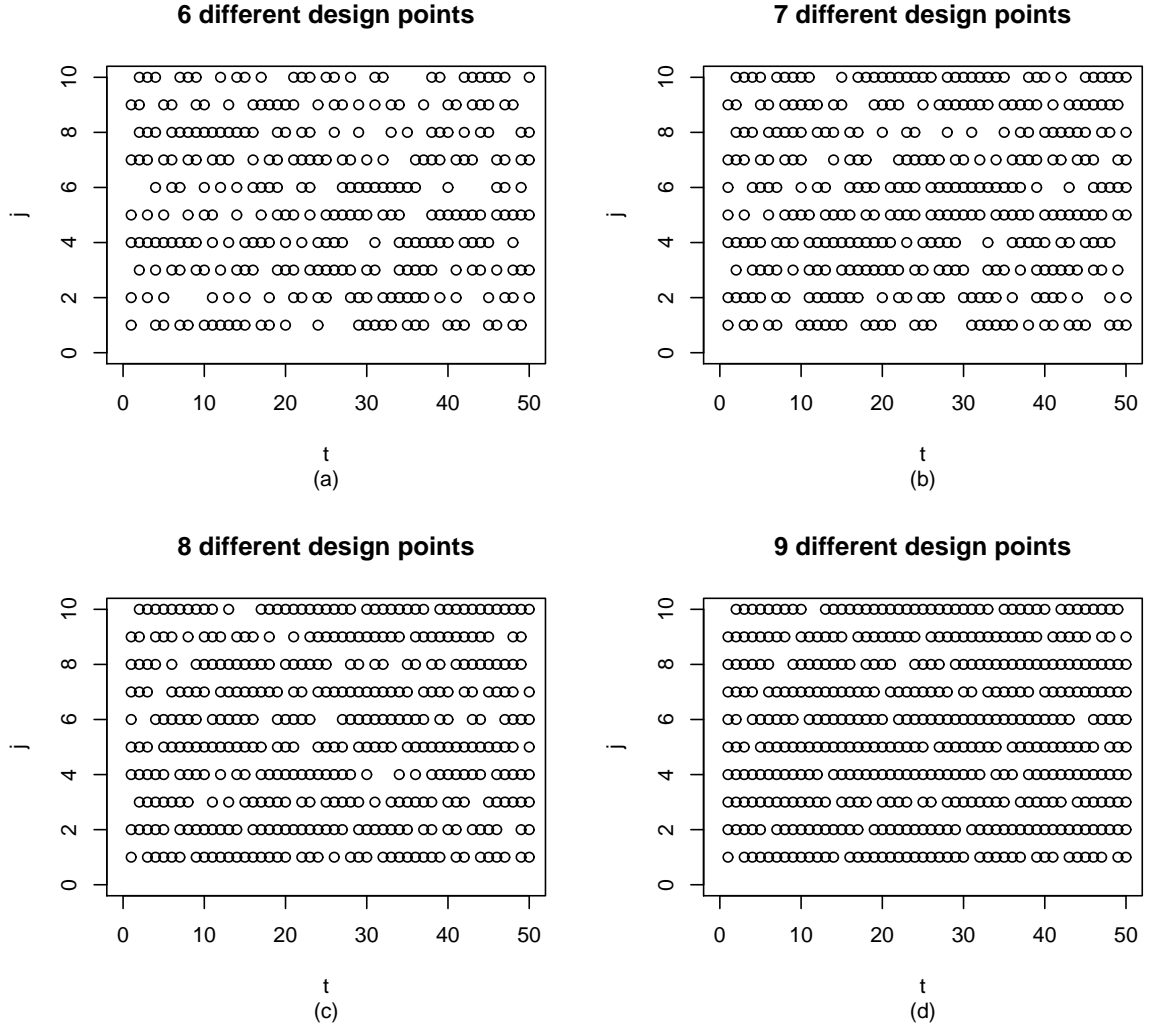 6 different design points
j
0 2 4 6 8 10
0 10 20 30 40 50
t
(a)
7 different design points
j
0 2 4 6 8 10
0 10 20 30 40 50
t
(b)
8 different design points
j
0 2 4 6 8 10
0 10 20 30 40 50
t
(c)
9 different design points
j
0 2 4 6 8 10
0 10 20 30 40 50
t
(d)